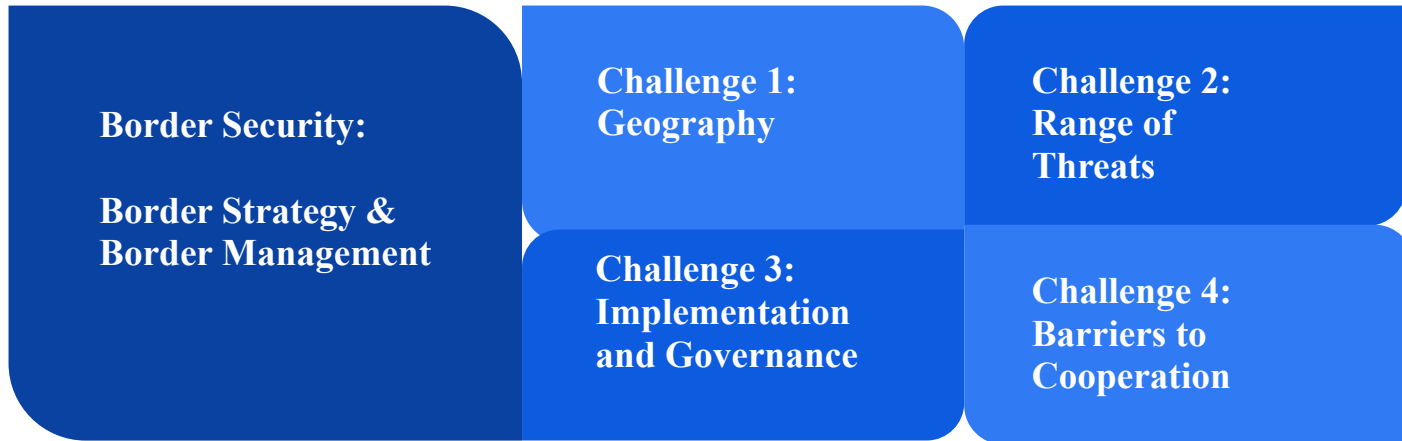 Border Security:
Border Strategy &
Border Management
Challenge 1:
Geography
Challenge 2:
Range of
Threats
Challenge 3:
Implementation
and Governance
Challenge 4:
Barriers to
Cooperation